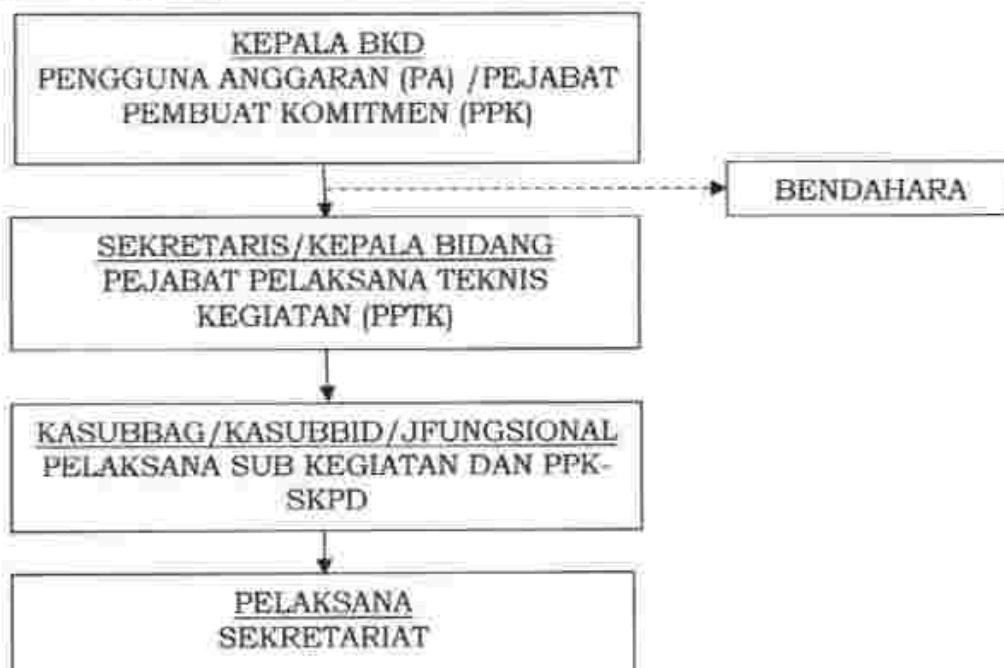 KEPALA BKD
PENGGUNA ANGGARAN (PA) /PEJABAT
PEMBUAT KOMITMEN (PPK)
BENDAHARA
SEKRETARIS/KEPALA BIDANG
PEJABAT PELAKSANA TEKNIS
KEGIATAN (PPTK)
KASUBBAG/KASUBBID/JFUNGSIONAL
PELAKSANA SUB KEGIATAN DAN PPK-
SKPD
PELAKSANA
SEKRETARIAT